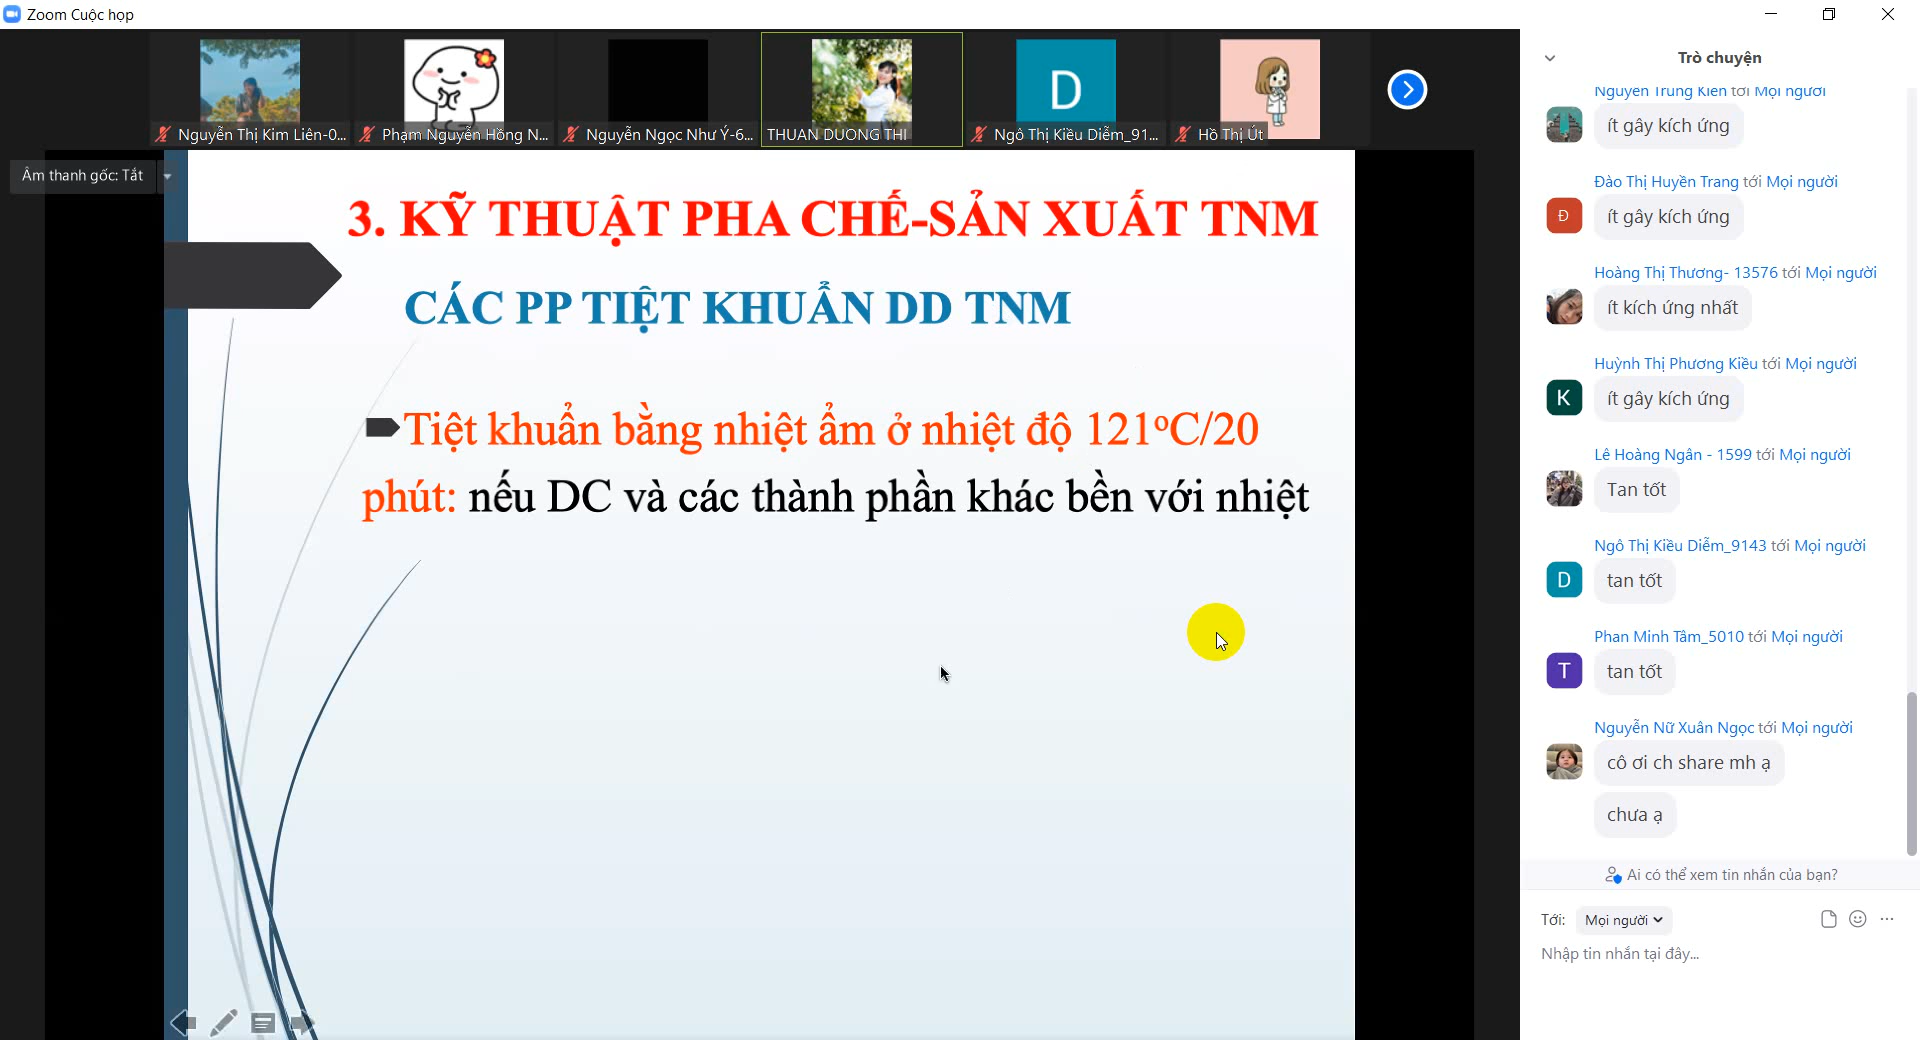 Zoom Cuộc họp
Nguyễn Thị Kim Liên-0...
Phạm Nguyễn Hồng N...
Nguyễn Ngọc Như Ý-6...
THUAN DUONG THI
D
Ngô Thị Kiều Diễm_91...
Hồ Thị Út
Âm thanh gốc: Tắt
3. KỸ THUẬT PHA CHẾ-SẢN XUẤT TNM
CÁC PP TIỆT KHUẨN DD TNM
Tiệt khuẩn bằng nhiệt ẩm ở nhiệt độ 121ºC/20
phút: nếu DC và các thành phần khác bền với nhiệt
Trò chuyện
Nguyễn Trung Kiên tới Mọi người
ít gây kích ứng
Đào Thị Huyền Trang tới Mọi người
Đ
ít gây kích ứng
Hoàng Thị Thương- 13576 tới Mọi người
ít kích ứng nhất
Huỳnh Thị Phương Kiều tới Mọi người
K
ít gây kích ứng
Lê Hoàng Ngân - 1599 tới Mọi người
Tan tốt
Ngô Thị Kiều Diễm_9143 tới Mọi người
D
tan tốt
Phan Minh Tâm_5010 tới Mọi người
T
tan tốt
Nguyễn Nữ Xuân Ngọc tới Mọi người
cô ơi ch share mh ạ
chưa ạ
Ai có thể xem tin nhắn của bạn?
Tới: Mọi người
Nhập tin nhắn tại đây...